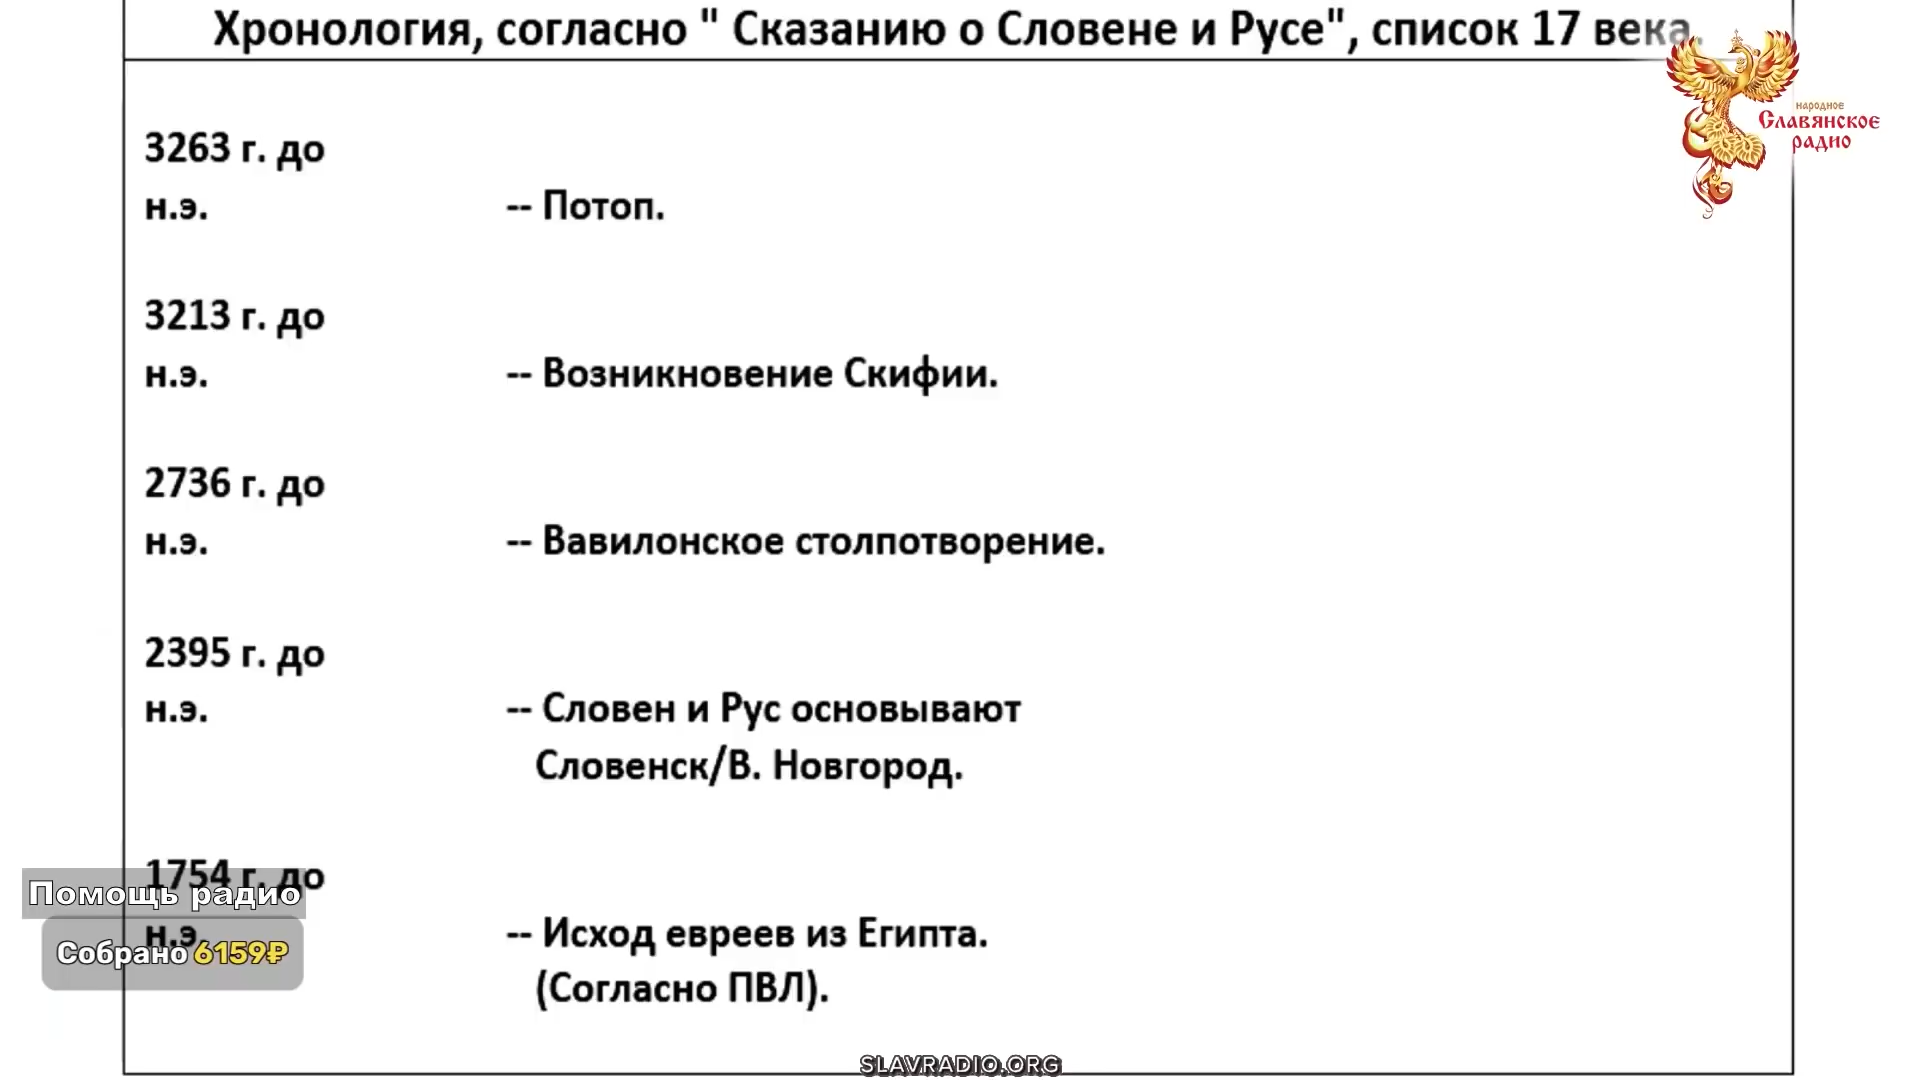 Хронология, согласно " Сказанию о Словене и Русе", список 17 века.
народное
Славянское
радио
3263 г. до
н.э. -- Потоп.
3213 г. до
н.э. -- Возникновение Скифии.
2736 г. до
н.э. -- Вавилонское столпотворение.
2395 г. до
н.э. -- Словен и Рус основывают
Словенск/В. Новгород.
1754 г. до
Помощь радио
н.э. -- Исход евреев из Египта.
Собрано 6159₽
(Согласно ПВЛ).
SLAVRADIO.ORG